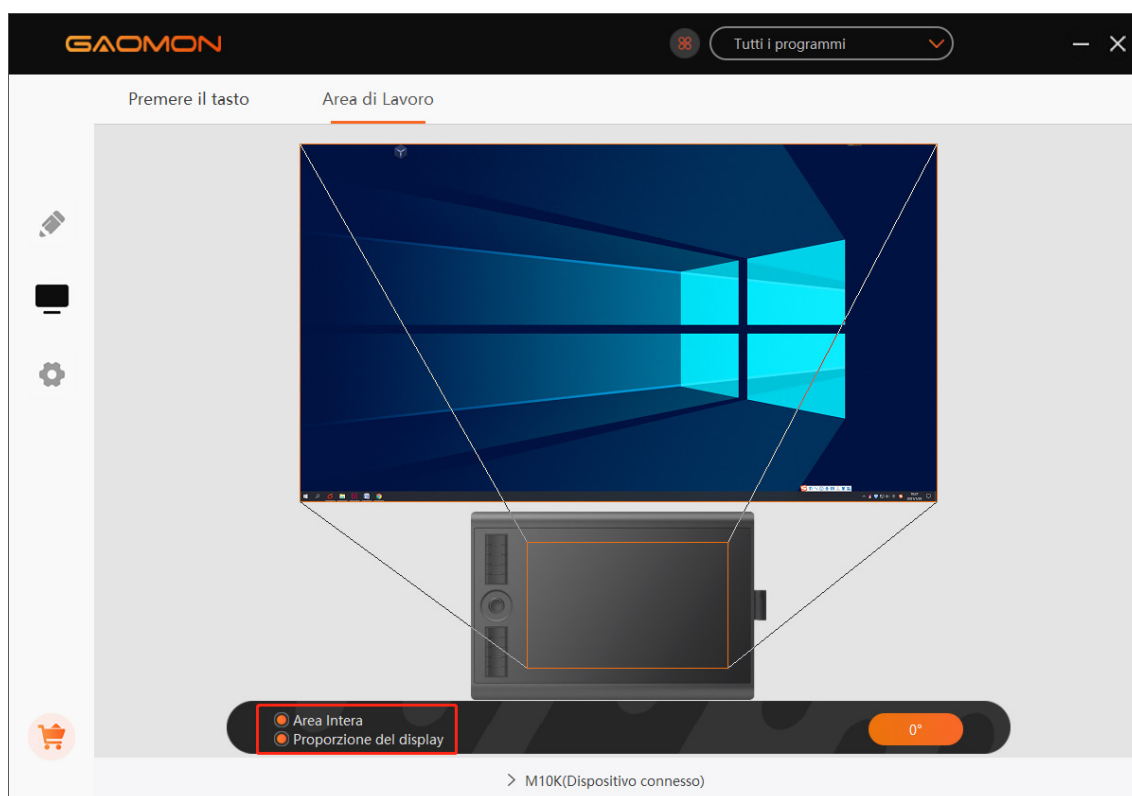 GAOMON
Tutti i programmi
Premere il tasto
Area di Lavoro
Area Intera
Proporzione del display
0°
M10K(Dispositivo connesso)